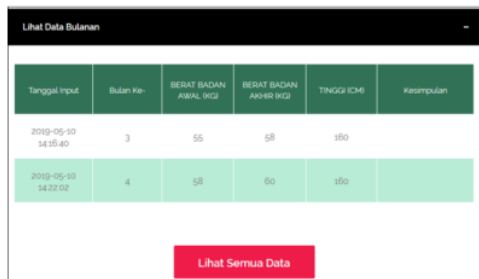 Lihat Data Bulanan -
Tanggal Input Bulan Ke- BERAT BADAN AWAL (KG) BERAT BADAN AKHIR (KG) TINGGI (CM) Kesimpulan
2019-05-10 14:16:40 3 55 58 160
2019-05-10 14:22:02 4 58 60 160
Lihat Semua Data